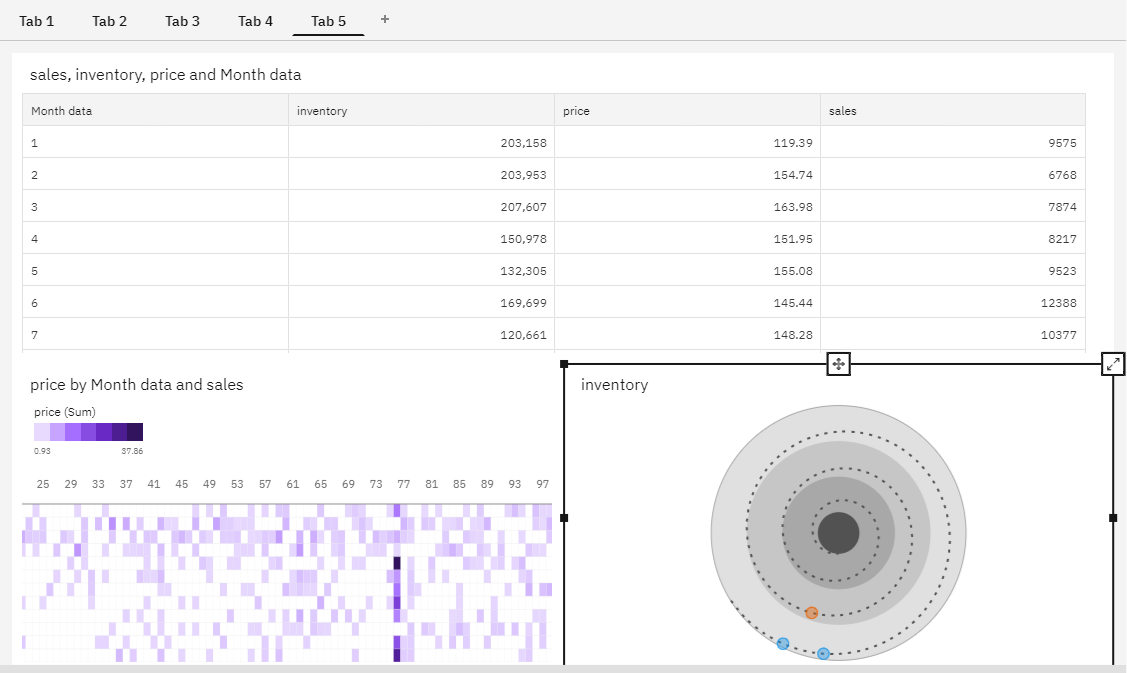 Tab 1 Tab 2 Tab 3 Tab 4 Tab 5 +
sales, inventory, price and Month data
Month data inventory price sales
1 203,158 119.39 9575
2 203,953 154.74 6768
3 207,607 163.98 7874
4 150,978 151.95 8217
5 132,305 155.08 9523
6 169,699 145.44 12388
7 120,661 148.28 10377
price by Month data and sales
price (Sum)
0.93 37.86
25 29 33 37 41 45 49 53 57 61 65 69 73 77 81 85 89 93 97
inventory